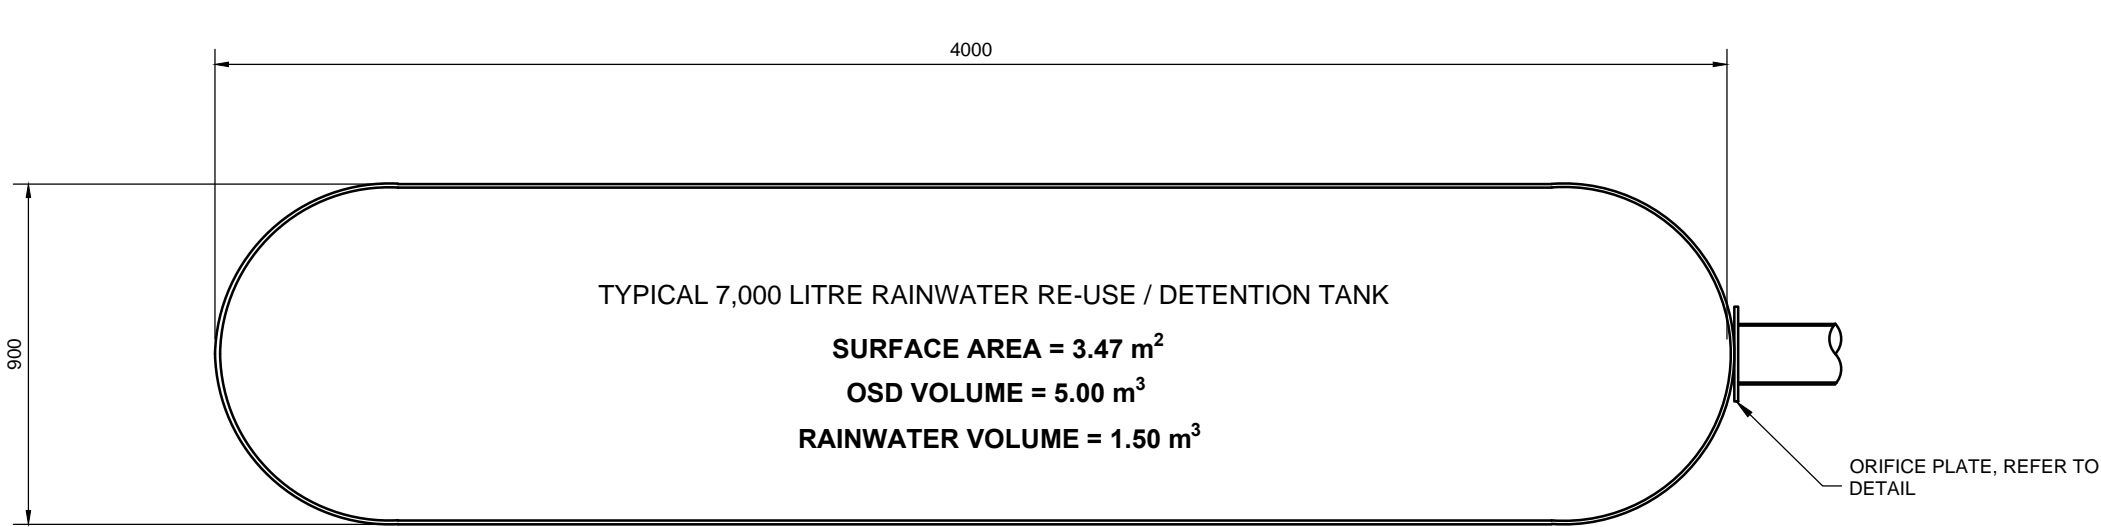 4000
900
TYPICAL 7,000 LITRE RAINWATER RE-USE / DETENTION TANK
SURFACE AREA = 3.47 m²
OSD VOLUME = 5.00 m³
RAINWATER VOLUME = 1.50 m³
ORIFICE PLATE, REFER TO
DETAIL